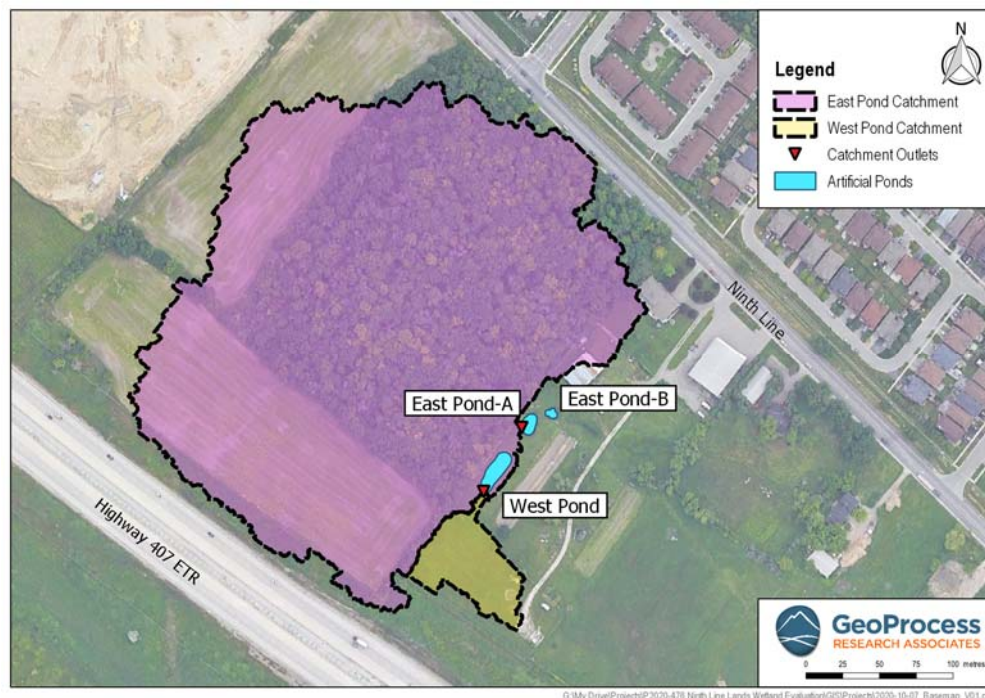 N
Legend
East Pond Catchment
West Pond Catchment
Catchment Outlets
Artificial Ponds
Ninth Line
East Pond-A
East Pond-B
West Pond
Highway 407 ETR
GeoProcess
RESEARCH ASSOCIATES
0 25 50 75 100 metres